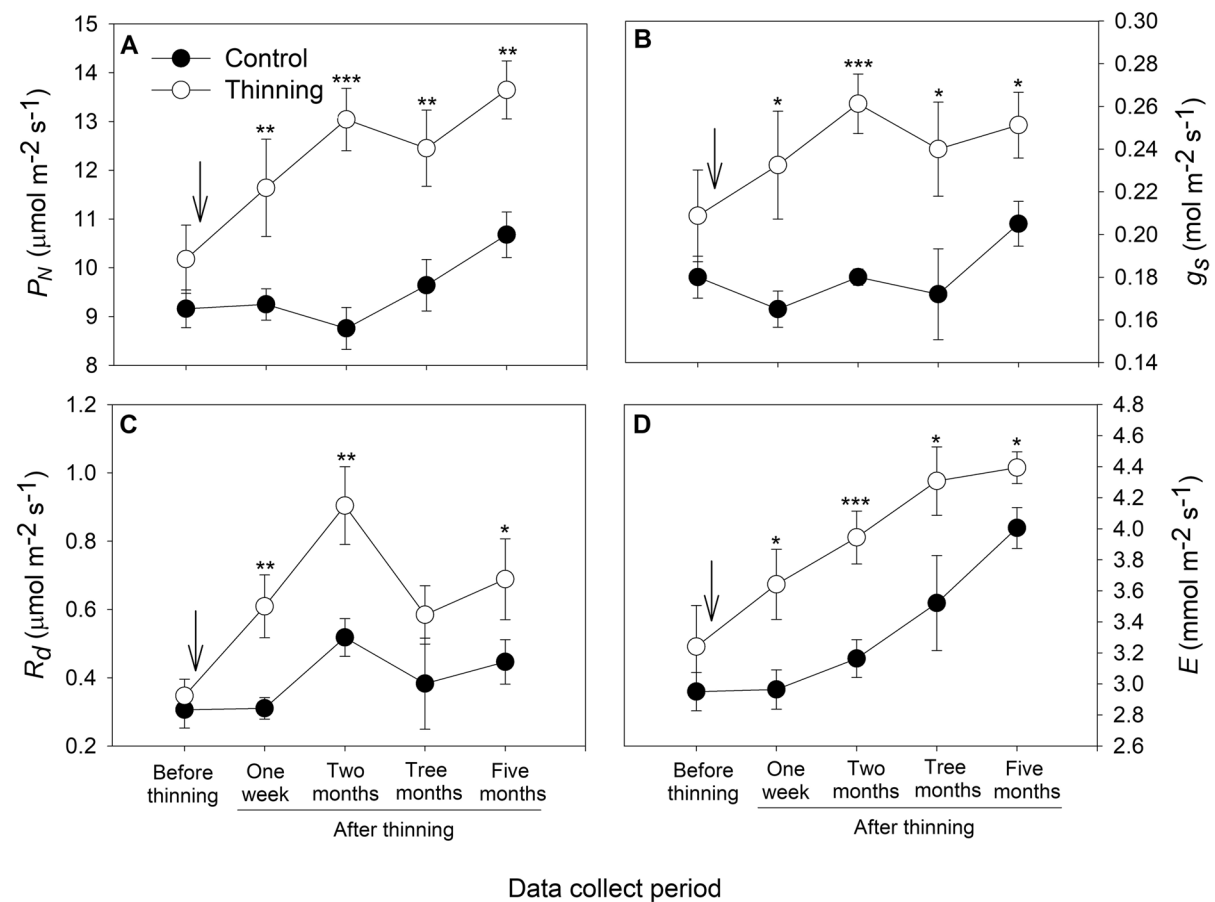 A
Control
Thinning
15
14
13
12
11
10
9
8
P_N (μmol m⁻² s⁻¹)
**
***
**
**
B
0.30
0.28
0.26
0.24
0.22
0.20
0.18
0.16
0.14
g_s (mol m⁻² s⁻¹)
*
***
*
*
C
1.2
1.0
0.8
0.6
0.4
0.2
R_d (μmol m⁻² s⁻¹)
**
**
*
D
4.8
4.6
4.4
4.2
4.0
3.8
3.6
3.4
3.2
3.0
2.8
2.6
E (mmol m⁻² s⁻¹)
*
***
*
*
Before
thinning
One
week
Two
months
Tree
months
Five
months
After thinning
Before
thinning
One
week
Two
months
Tree
months
Five
months
After thinning
Data collect period